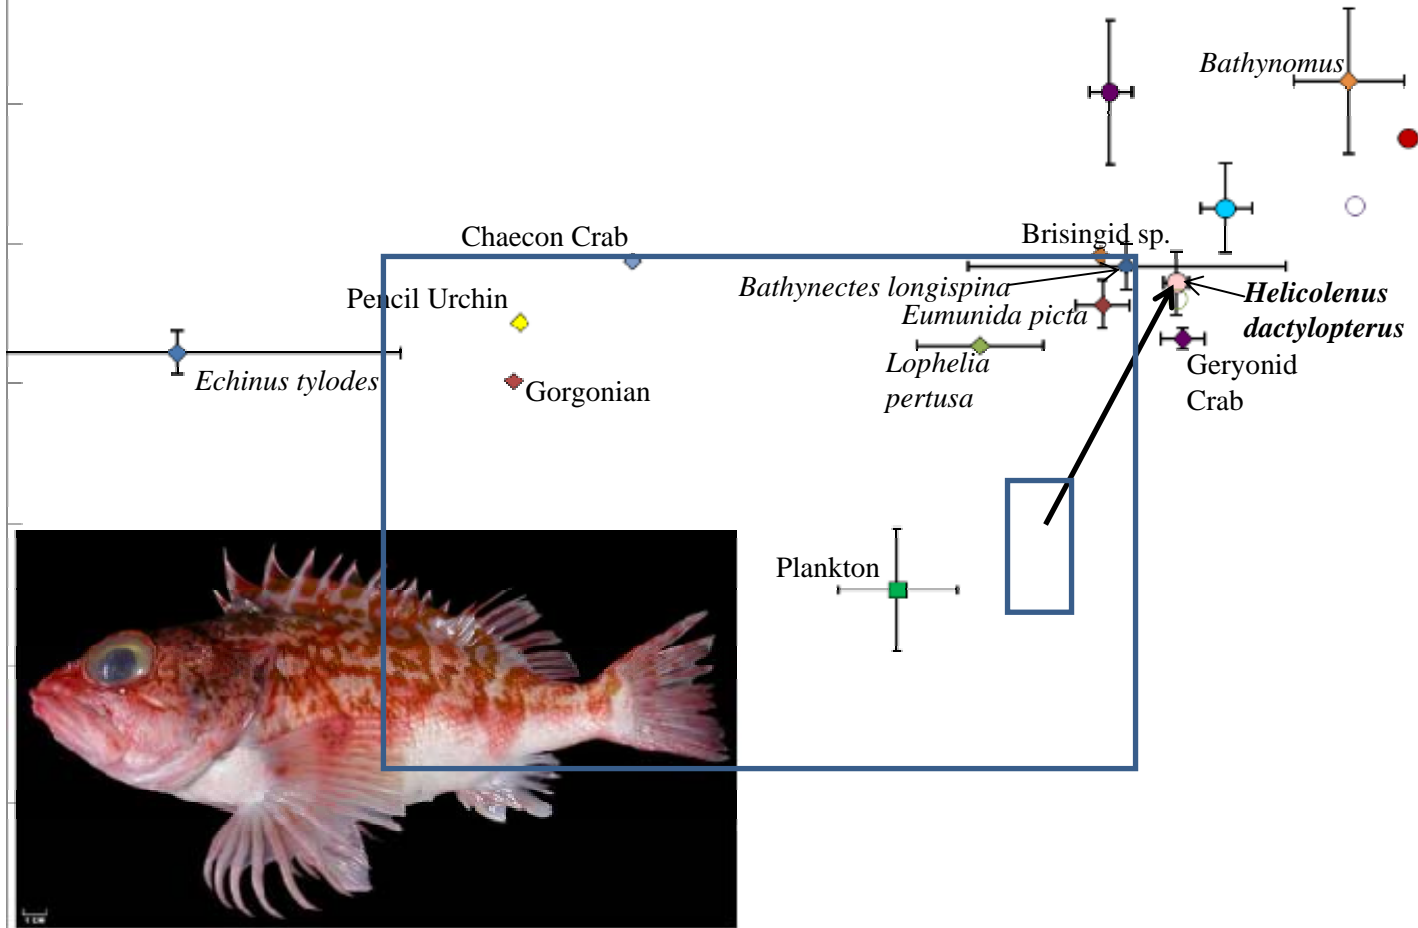 Bathynomus
Chaecon Crab
Brisingid sp.
Bathynectes longispina
Helicolenus
dactylopterus
Pencil Urchin
Eumunida picta
Echinus tylodes
Gorgonian
Lophelia
pertusa
Geryonid
Crab
Plankton